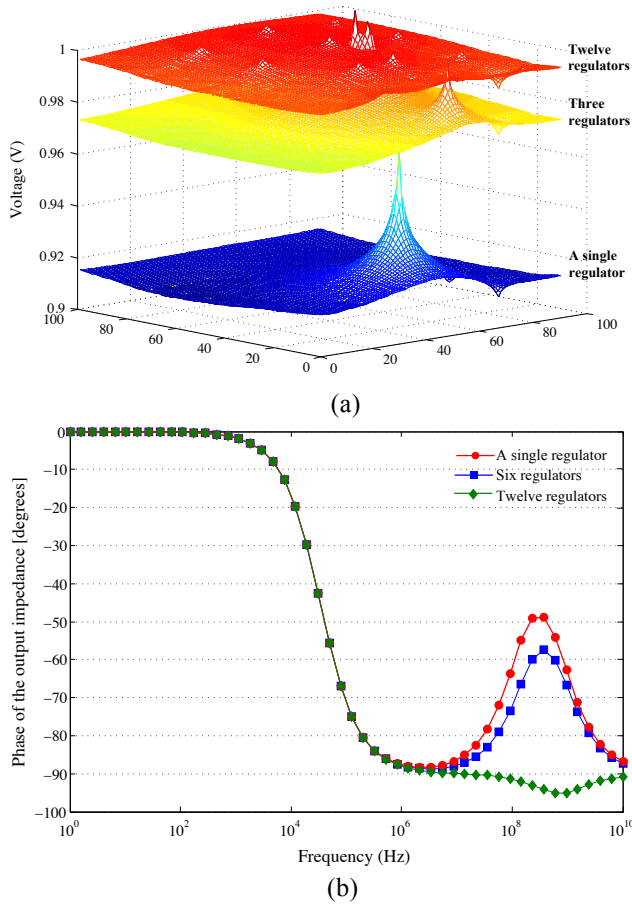 1
0.98
0.96
0.94
0.92
0.9
Voltage (V)
Twelve
regulators
Three
regulators
A single
regulator
100
80
60
40
20
0
0
20
40
60
80
100
(a)
0
−10
−20
−30
−40
−50
−60
−70
−80
−90
−100
Phase of the output impedance [degrees]
A single regulator
Six regulators
Twelve regulators
10^0
10^2
10^4
10^6
10^8
10^10
Frequency (Hz)
(b)